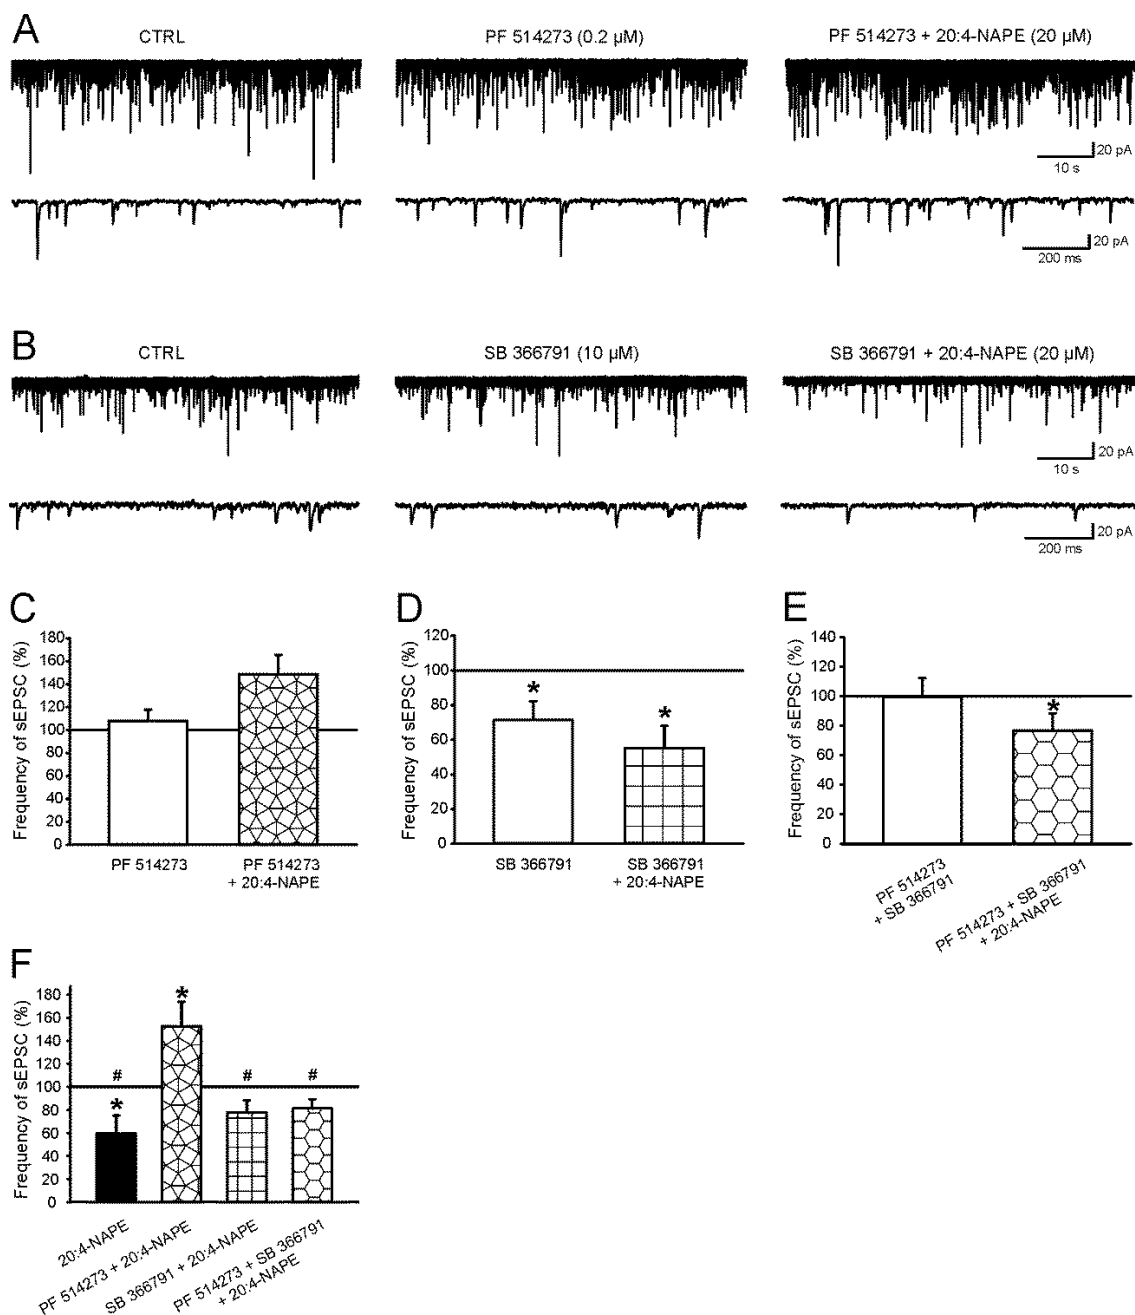 A
CTRL
PF 514273 (0.2 µM)
PF 514273 + 20:4-NAPE (20 µM)
20 pA
10 s
20 pA
200 ms
B
CTRL
SB 366791 (10 µM)
SB 366791 + 20:4-NAPE (20 µM)
20 pA
10 s
20 pA
200 ms
C
Frequency of sEPSC (%)
180
160
140
120
100
80
60
40
20
0
PF 514273
PF 514273
+ 20:4-NAPE
D
Frequency of sEPSC (%)
120
100
80
60
40
20
0
*
*
SB 366791
SB 366791
+ 20:4-NAPE
E
Frequency of sEPSC (%)
140
120
100
80
60
40
20
0
*
PF 514273
+ SB 366791
PF 514273 + SB 366791
+ 20:4-NAPE
F
Frequency of sEPSC (%)
180
160
140
120
100
80
60
40
20
0
*
# # #
*
20:4-NAPE
PF 514273 + 20:4-NAPE
SB 366791 + 20:4-NAPE
PF 514273 + SB 366791
+ 20:4-NAPE